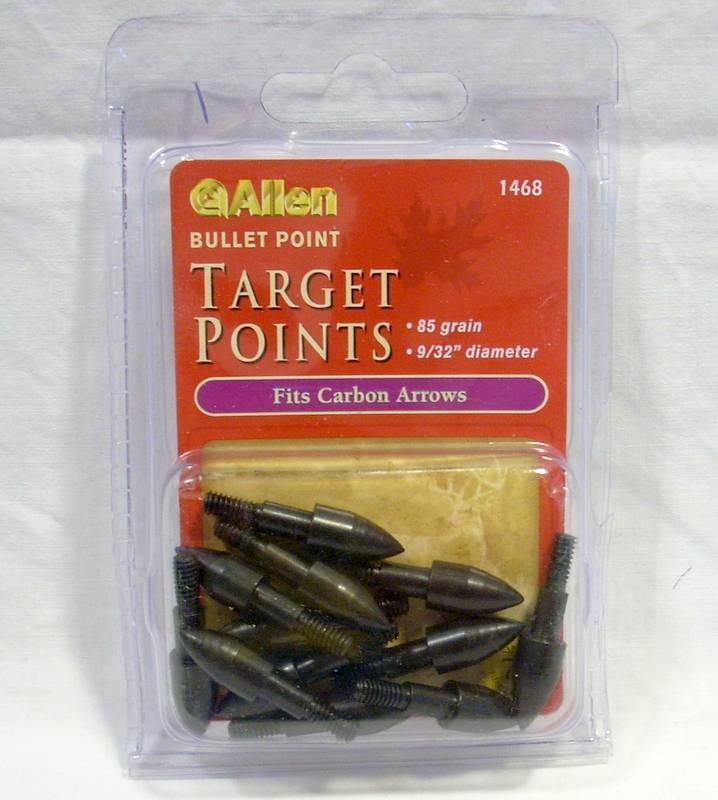 Allen
1468
BULLET POINT
TARGET
POINTS
• 85 grain
• 9/32" diameter
Fits Carbon Arrows